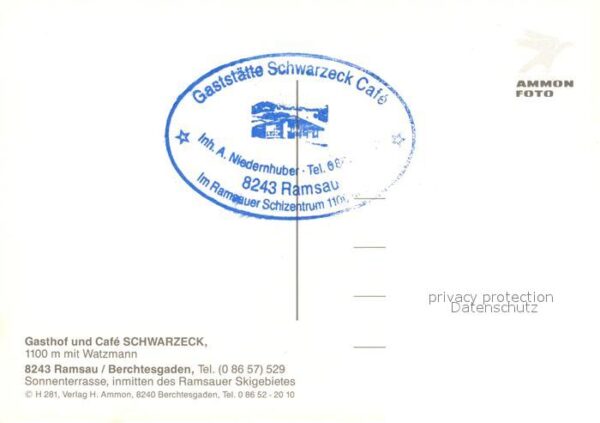 Gaststätte Schwarzeck Café
Inh. A. Niedernhuber · Tel.
8243 Ramsau
Im Ramsauer Schizentrum
AMMON
FOTO
privacy protection
Datenschutz
Gasthof und Café SCHWARZECK,
1100 m mit Watzmann
8243 Ramsau / Berchtesgaden, Tel. (0 86 57) 529
Sonnenterrasse, inmitten des Ramsauer Skigebietes
© H 281, Verlag H. Ammon, 8240 Berchtesgaden, Tel. 0 86 52 - 20 10